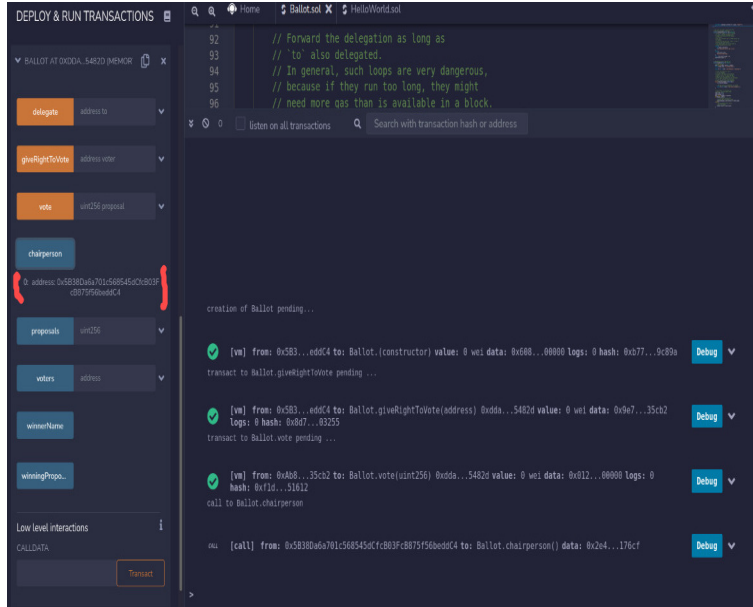 DEPLOY & RUN TRANSACTIONS
BALLOT AT 0XDDA...5482D (MEMOR
delegate address to
giveRightToVote address voter
vote uint256 proposal
chairperson
0: address: 0x5B38Da6a701c568545dCfcB03F
cB875f56beddC4
proposals uint256
voters address
winnerName
winningPropo...
Low level interactions i
CALLDATA
Transact
Home Ballot.sol X HelloWorld.sol
92 // Forward the delegation as long as
93 // `to` also delegated.
94 // In general, such loops are very dangerous,
95 // because if they run too long, they might
96 // need more gas than is available in a block.
0 listen on all transactions Search with transaction hash or address
creation of Ballot pending...
[vm] from: 0x5B3...eddC4 to: Ballot.(constructor) value: 0 wei data: 0x608...00000 logs: 0 hash: 0xb77...9c89a Debug
transact to Ballot.giveRightToVote pending ...
[vm] from: 0x5B3...eddC4 to: Ballot.giveRightToVote(address) 0xdda...5482d value: 0 wei data: 0x9e7...35cb2 Debug
logs: 0 hash: 0x8d7...03255
transact to Ballot.vote pending ...
[vm] from: 0xAb8...35cb2 to: Ballot.vote(uint256) 0xdda...5482d value: 0 wei data: 0x012...00000 logs: 0 Debug
hash: 0xf1d...51612
call to Ballot.chairperson
CALL [call] from: 0x5B38Da6a701c568545dCfcB03FcB875f56beddC4 to: Ballot.chairperson() data: 0x2e4...176cf Debug
>